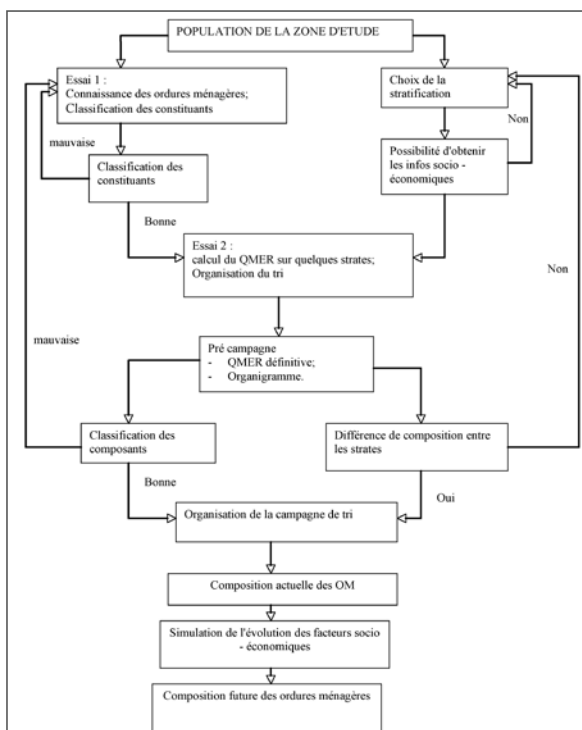 POPULATION DE LA ZONE D'ETUDE
Essai 1 :
Connaissance des ordures ménagères;
Classification des constituants
Choix de la
stratification
mauvaise
Non
Classification des
constituants
Possibilité d'obtenir
les infos socio -
économiques
Bonne
Essai 2 :
calcul du QMER sur quelques strates;
Organisation du tri
Non
mauvaise
Pré campagne
- QMER définitive;
- Organigramme.
Classification des
composants
Différence de composition entre
les strates
Bonne
Oui
Organisation de la campagne de tri
Composition actuelle des OM
Simulation de l'évolution des facteurs socio
- économiques
Composition future des ordures ménagères